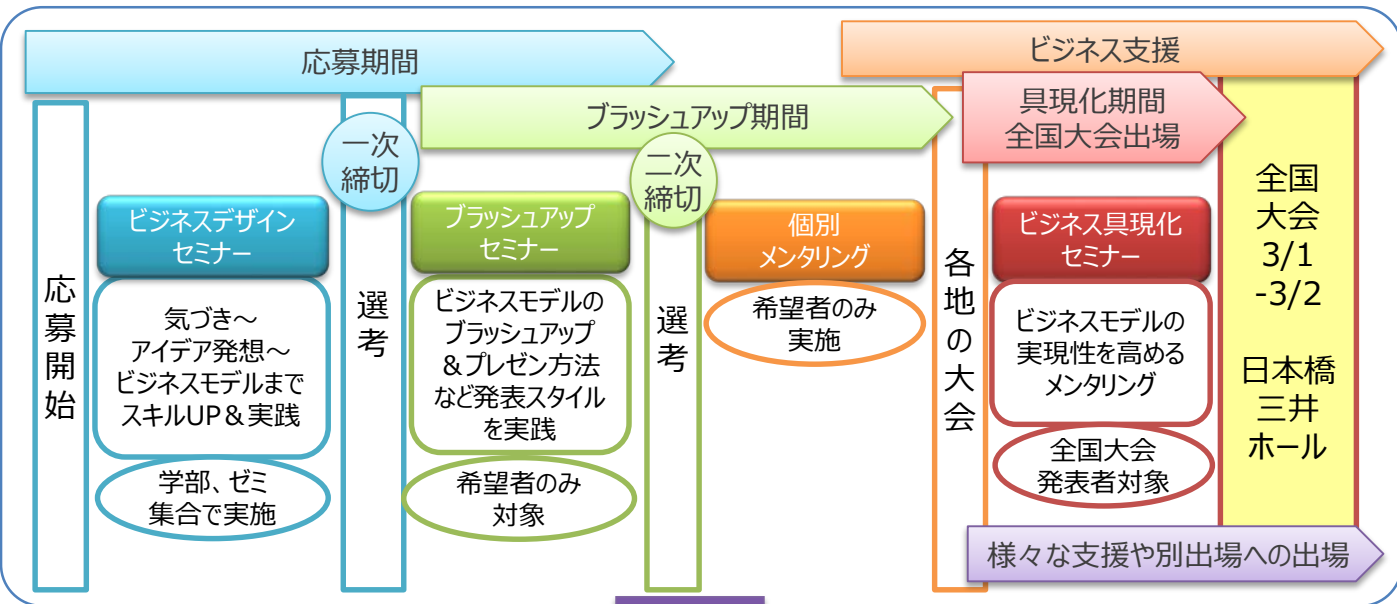 応募期間
ビジネス支援
ブラッシュアップ期間
具現化期間
全国大会出場
一次
締切
二次
締切
応募開始
ビジネスデザイン
セミナー
気づき～
アイデア発想～
ビジネスモデルまで
スキルUP＆実践
学部、ゼミ
集合で実施
選考
ブラッシュアップ
セミナー
ビジネスモデルの
ブラッシュアップ
＆プレゼン方法
など発表スタイル
を実践
希望者のみ
対象
選考
個別
メンタリング
希望者のみ
実施
各地の大会
ビジネス具現化
セミナー
ビジネスモデルの
実現性を高める
メンタリング
全国大会
発表者対象
全国
大会
3/1
-3/2
日本橋
三井
ホール
様々な支援や別出場への出場